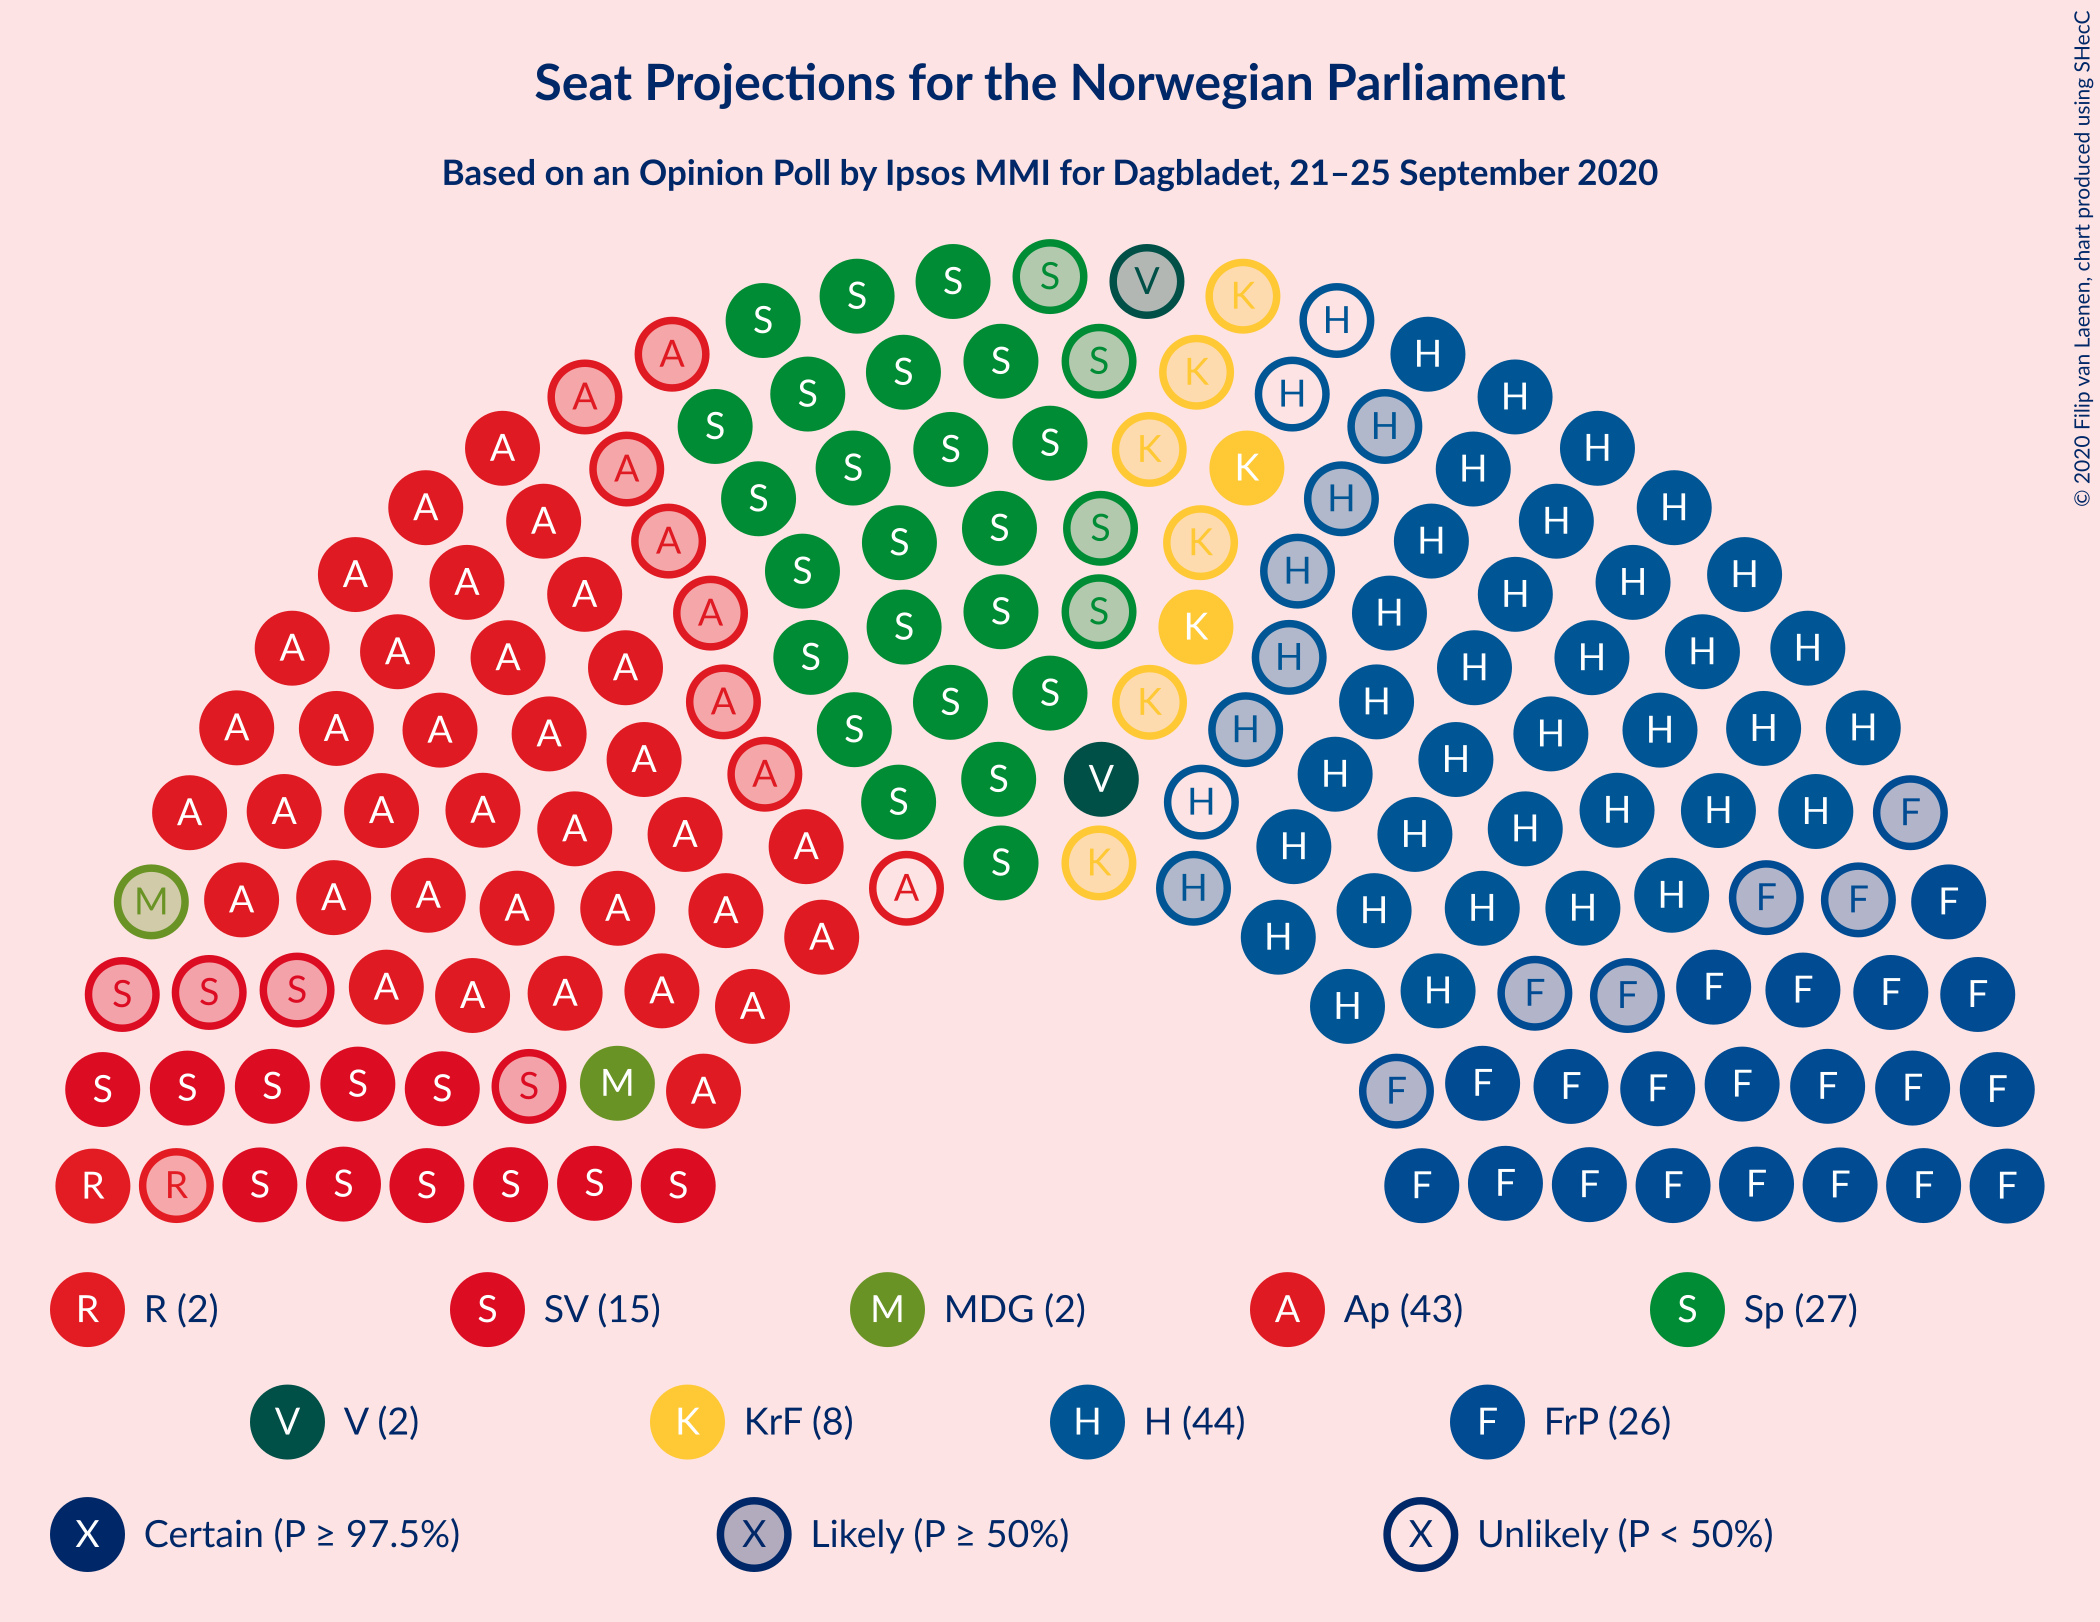 Seat Projections for the Norwegian Parliament
Based on an Opinion Poll by Ipsos MMI for Dagbladet, 21–25 September 2020
© 2020 Filip van Laenen, chart produced using SHecC
S S S V K
S H
A S S S K H
A S H H
A S S S K H H
A S K H
A A S S S H H H
A S K H
A A A S H H H H
A S S S K H
A A A A S H H H H H
A S S K H
A A A A S H H H H H
A A S V H H
A A A A A S H H H H H F
A A S K H H
M A A A A A A A H H H H H F F F
A H
S S S A A A A A H H F F F F F F
S S S S S S M A F F F F F F F F
R R S S S S S S F F F F F F F F
R R (2) S SV (15) M MDG (2) A Ap (43) S Sp (27)
V V (2) K KrF (8) H H (44) F FrP (26)
X Certain (P ≥ 97.5%) X Likely (P ≥ 50%) X Unlikely (P < 50%)